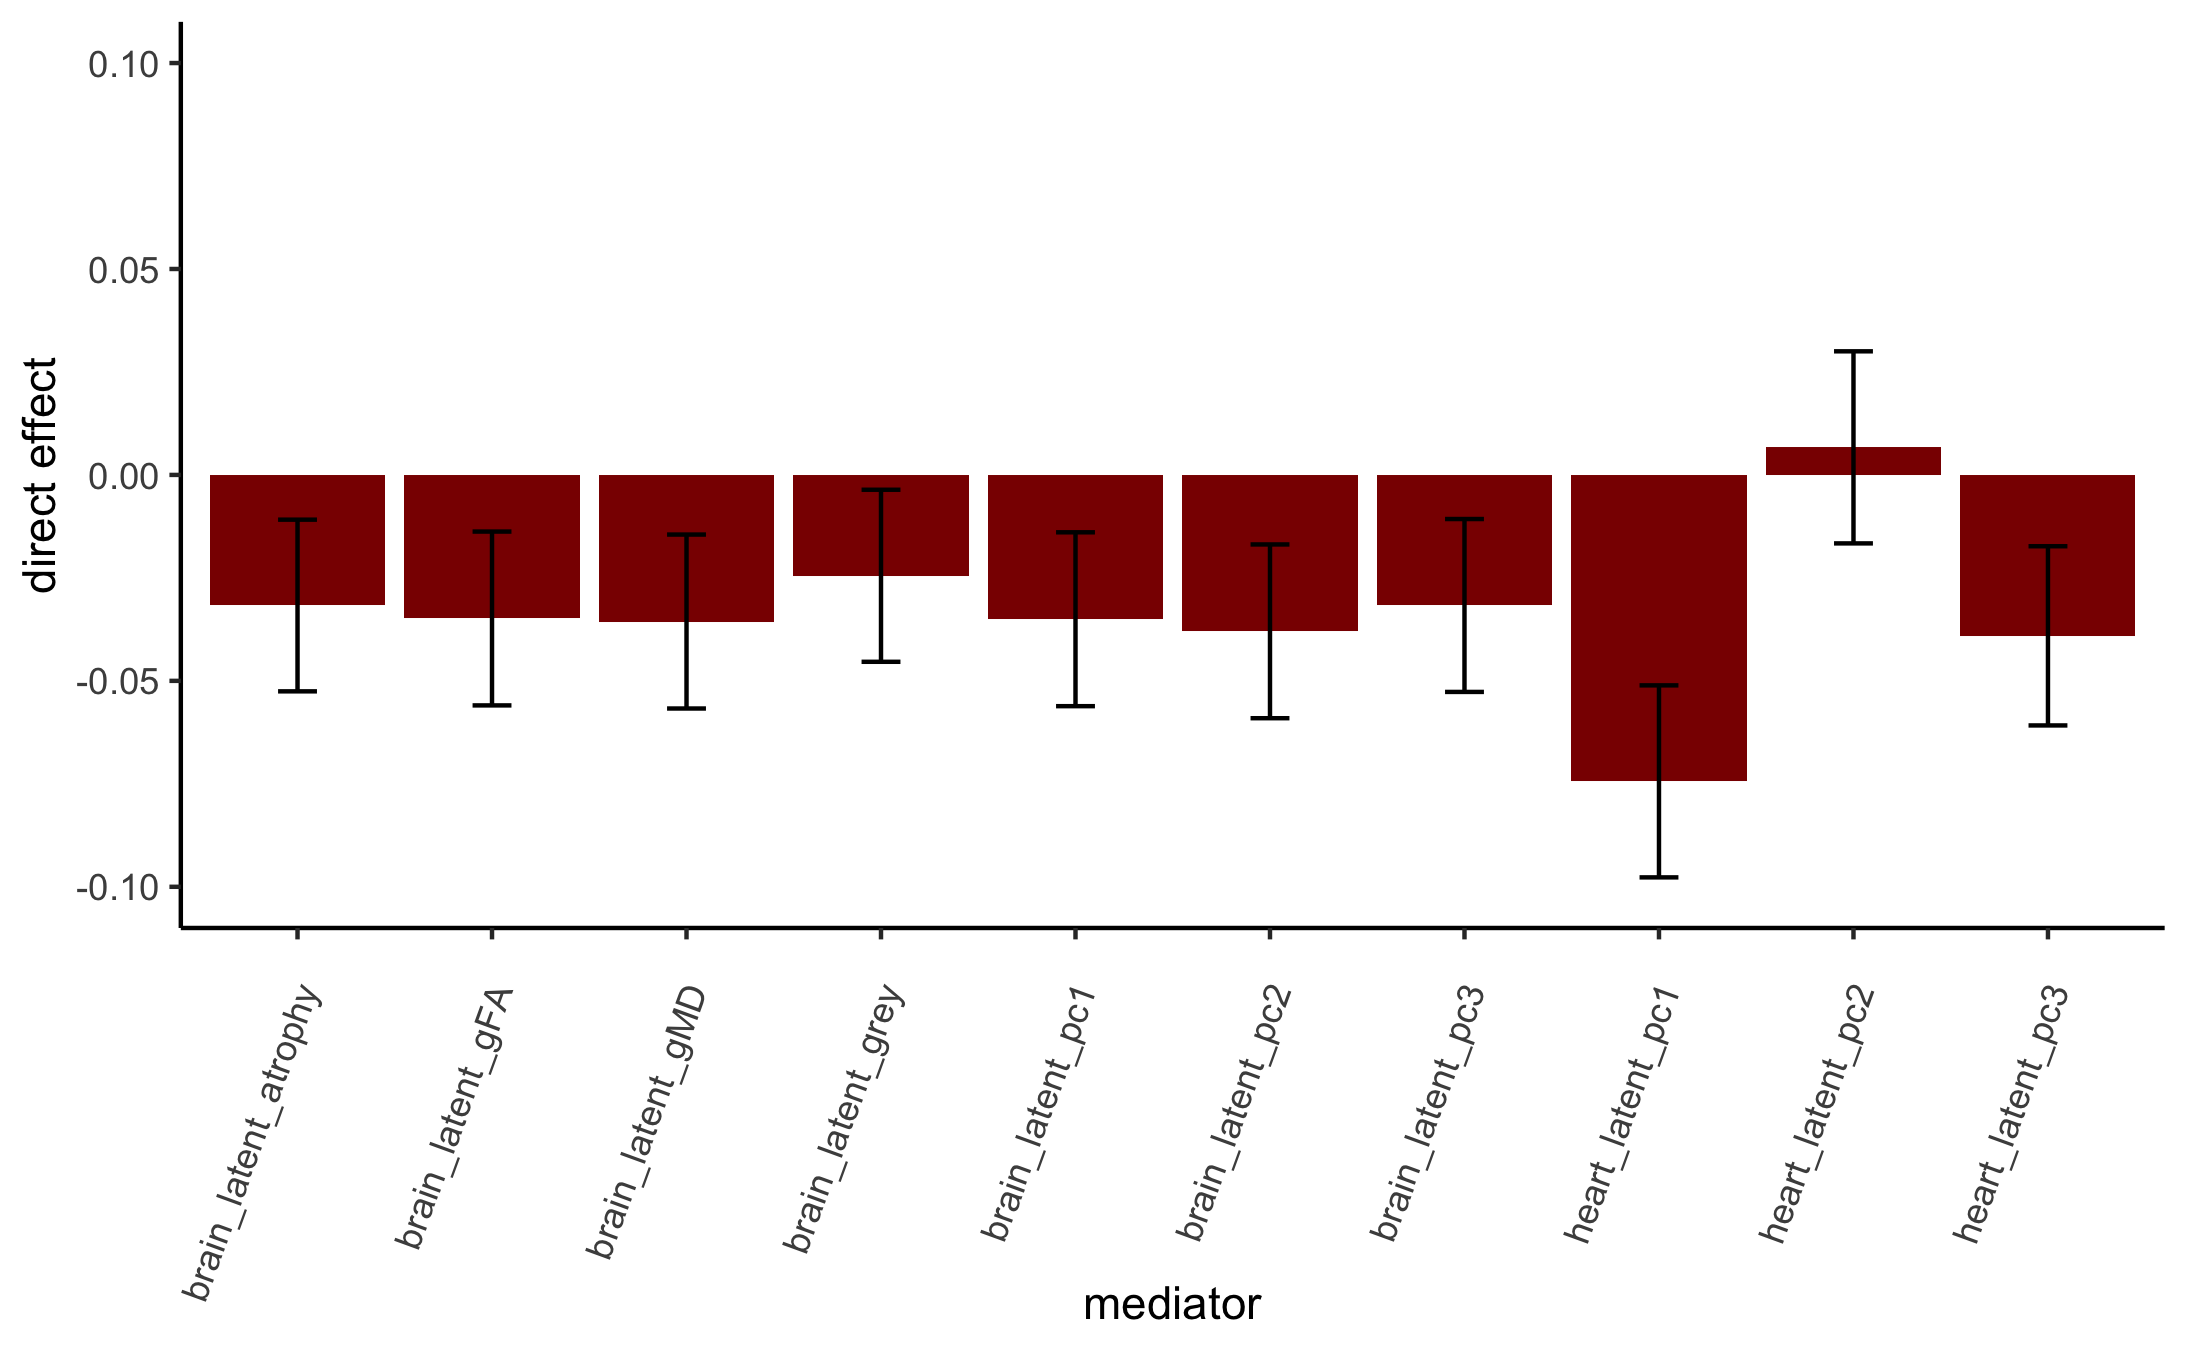 0.10
0.05
0.00
-0.05
-0.10
direct effect
brain_latent_atrophy
brain_latent_gFA
brain_latent_gMD
brain_latent_grey
brain_latent_pc1
brain_latent_pc2
brain_latent_pc3
heart_latent_pc1
heart_latent_pc2
heart_latent_pc3
mediator